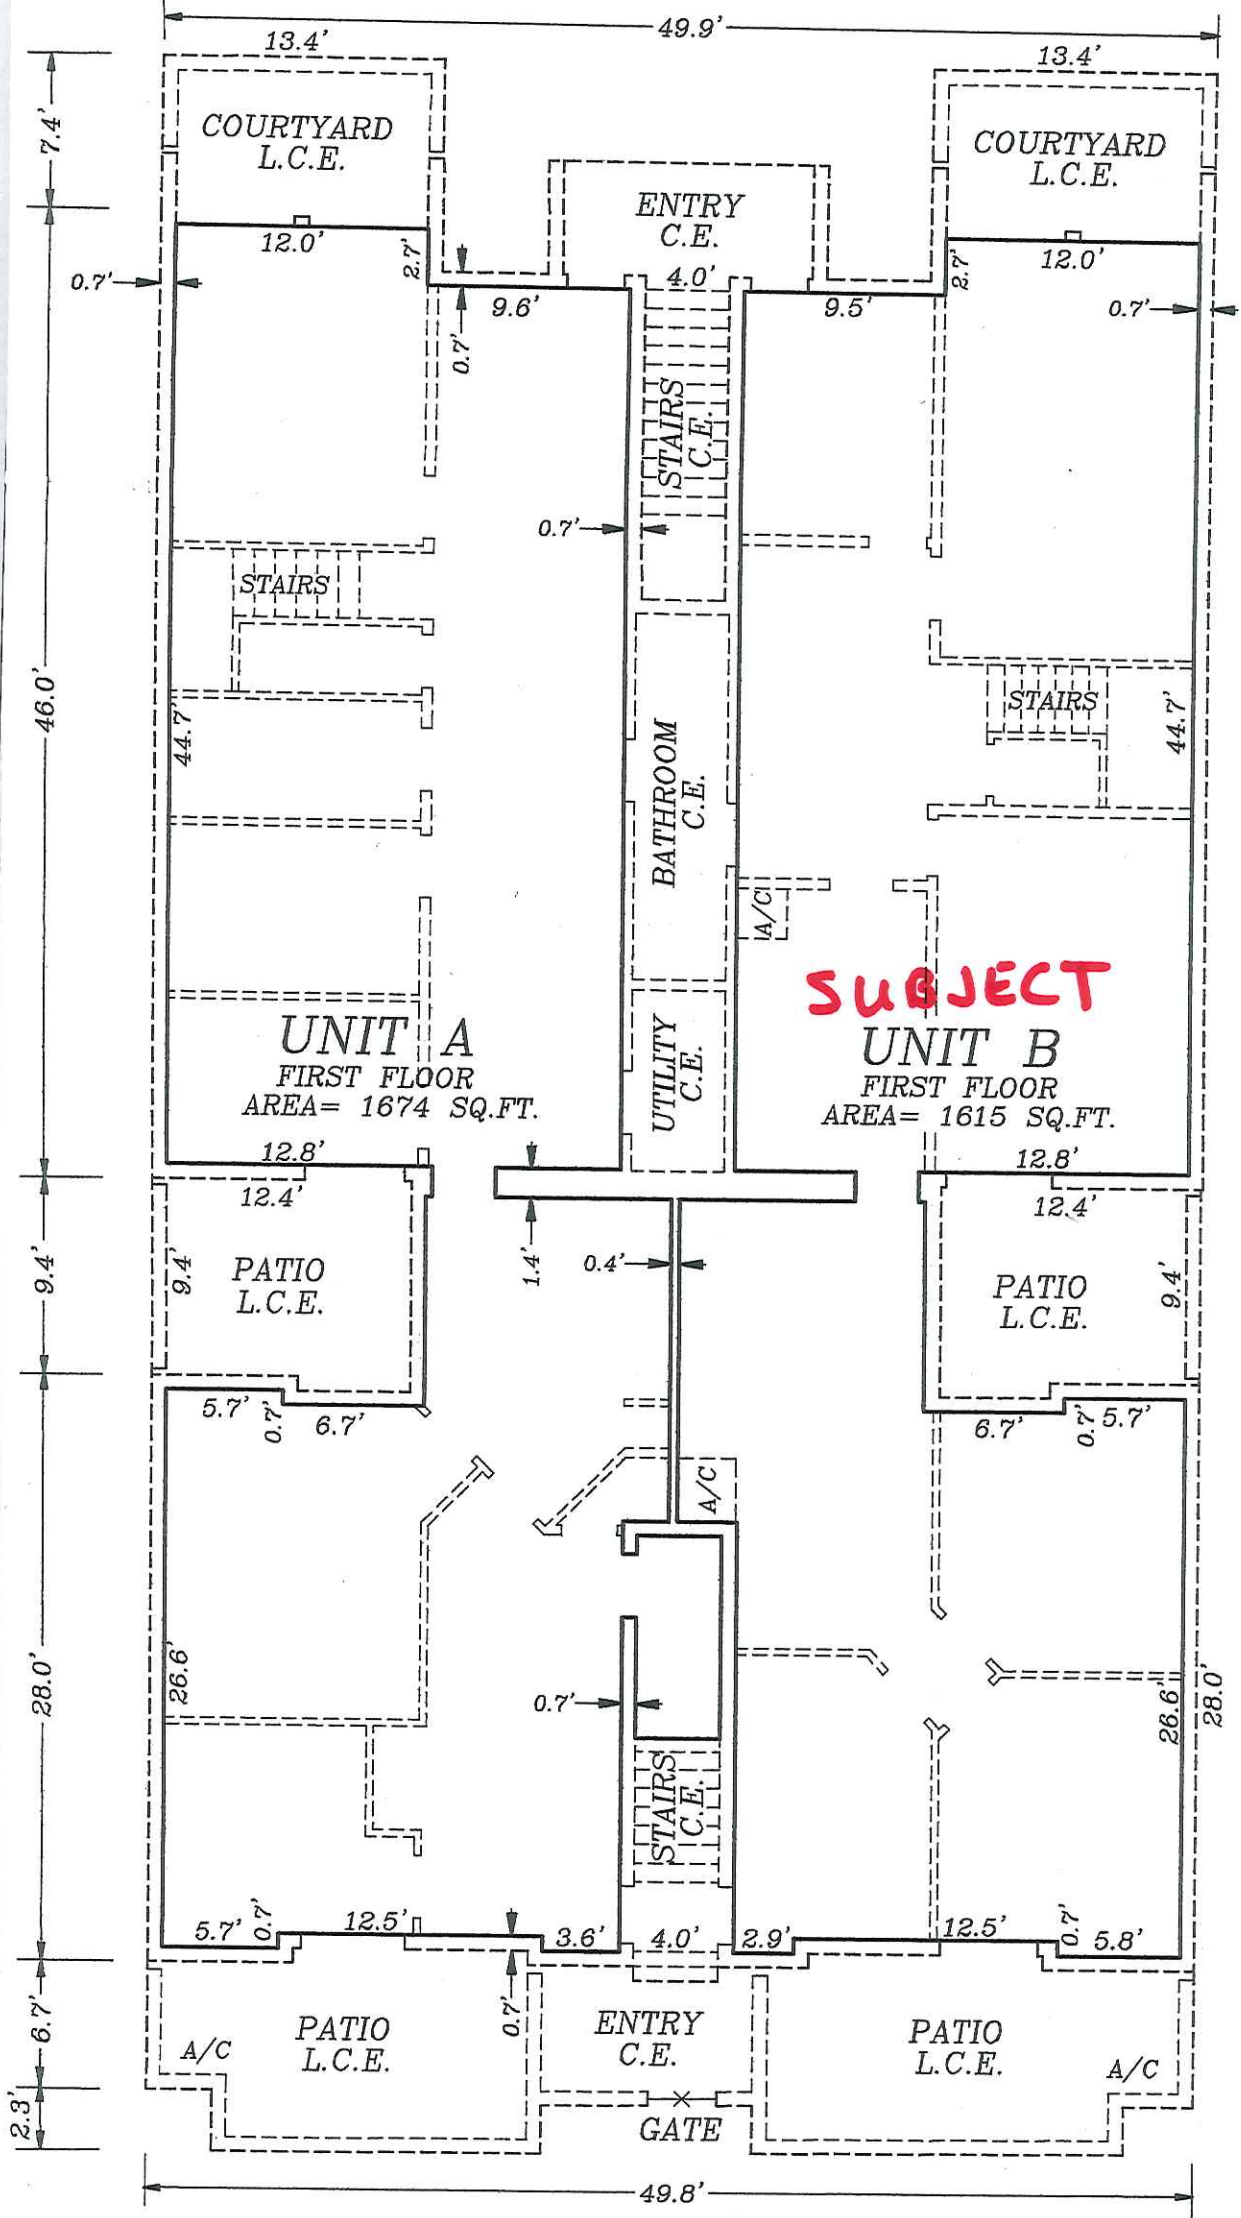 49.9'
13.4'
13.4'
7.4'
COURTYARD
L.C.E.
COURTYARD
L.C.E.
ENTRY
C.E.
12.0'
2.7'
4.0'
2.7'
12.0'
0.7'
9.6'
9.5'
0.7'
0.7'
STAIRS
C.E.
0.7'
STAIRS
46.0'
44.7'
STAIRS
44.7'
BATHROOM
C.E.
A/C
SUBJECT
UNIT A
FIRST FLOOR
AREA= 1674 SQ.FT.
UTILITY
C.E.
UNIT B
FIRST FLOOR
AREA= 1615 SQ.FT.
12.8'
12.8'
12.4'
12.4'
9.4'
9.4'
PATIO
L.C.E.
1.4'
0.4'
PATIO
L.C.E.
9.4'
5.7'
0.7'
6.7'
6.7'
0.7'
5.7'
A/C
28.0'
26.6'
0.7'
26.6'
28.0'
STAIRS
C.E.
5.7'
0.7'
12.5'
3.6'
4.0'
2.9'
12.5'
0.7'
5.8'
6.7'
0.7'
A/C
PATIO
L.C.E.
ENTRY
C.E.
PATIO
L.C.E.
A/C
2.3'
GATE
49.8'